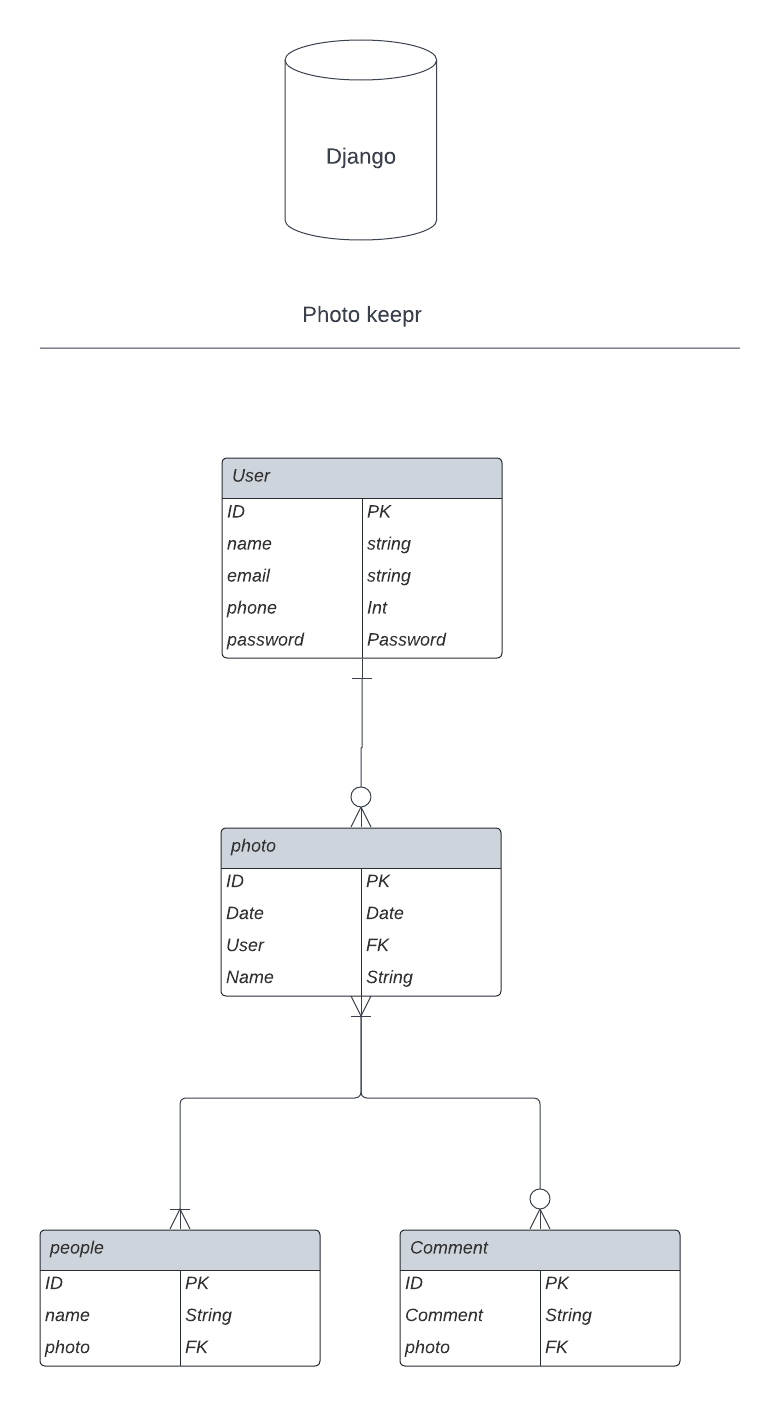 Django
Photo keepr
User
ID PK
name string
email string
phone Int
password Password
photo
ID PK
Date Date
User FK
Name String
people
ID PK
name String
photo FK
Comment
ID PK
Comment String
photo FK